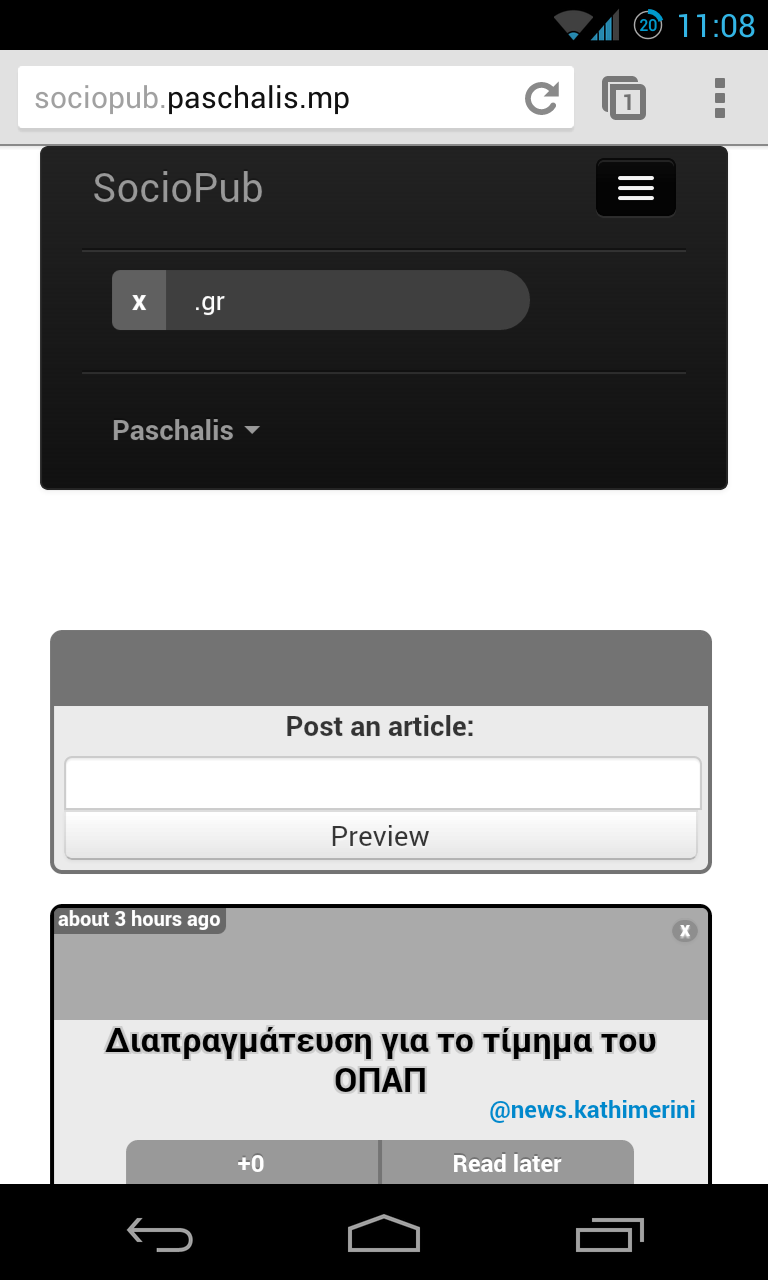 20 11:08
sociopub.paschalis.mp
1
SocioPub
x .gr
Paschalis
Post an article:
Preview
about 3 hours ago
x
Διαπραγμάτευση για το τίμημα του
ΟΠΑΠ
@news.kathimerini
+0 Read later